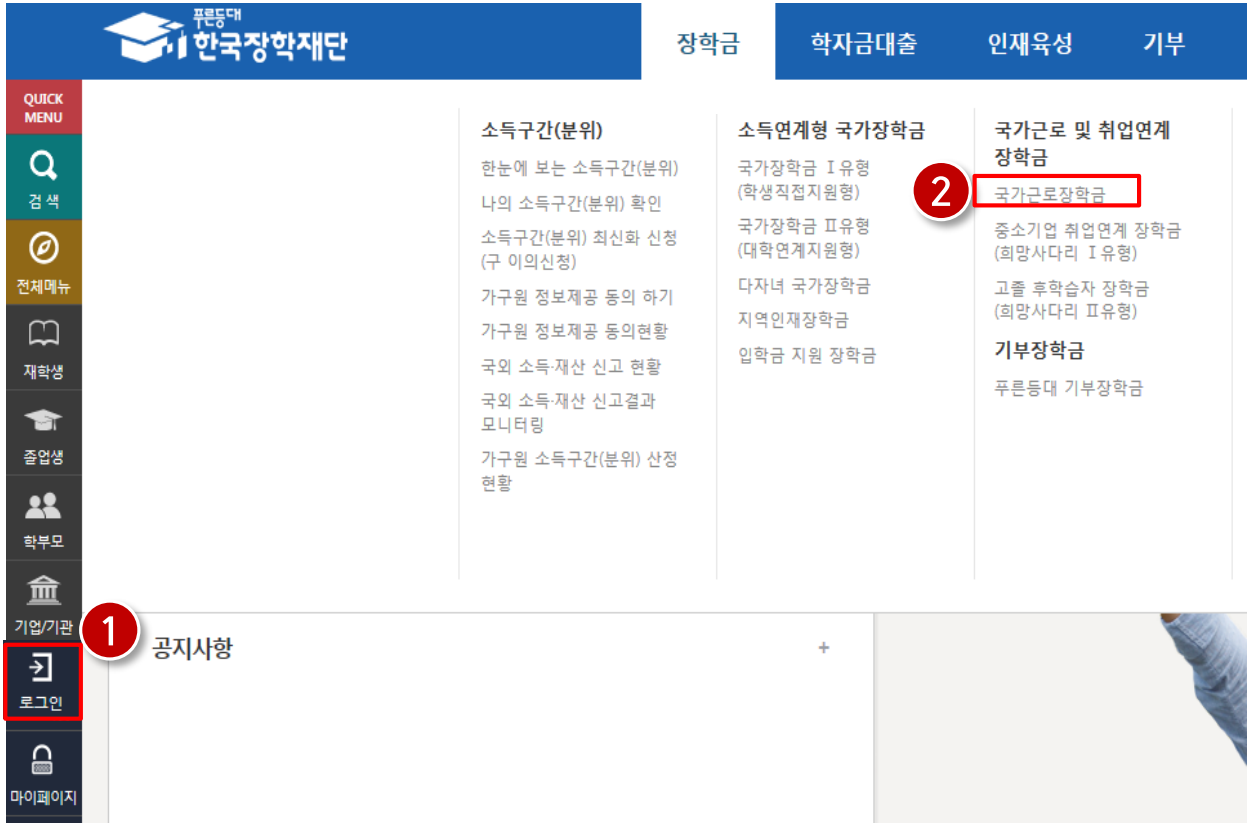 푸른등대
한국장학재단
장학금
학자금대출
인재육성
기부
QUICK
MENU
검 색
전체메뉴
재학생
졸업생
학부모
기업/기관
1
로그인
마이페이지
소득구간(분위)
한눈에 보는 소득구간(분위)
나의 소득구간(분위) 확인
소득구간(분위) 최신화 신청
(구 이의신청)
가구원 정보제공 동의 하기
가구원 정보제공 동의현황
국외 소득·재산 신고 현황
국외 소득·재산 신고결과
모니터링
가구원 소득구간(분위) 산정
현황
소득연계형 국가장학금
국가장학금 Ⅰ유형
(학생직접지원형)
국가장학금 Ⅱ유형
(대학연계지원형)
다자녀 국가장학금
지역인재장학금
입학금 지원 장학금
국가근로 및 취업연계
장학금
2
국가근로장학금
중소기업 취업연계 장학금
(희망사다리 Ⅰ유형)
고졸 후학습자 장학금
(희망사다리 Ⅱ유형)
기부장학금
푸른등대 기부장학금
공지사항
+